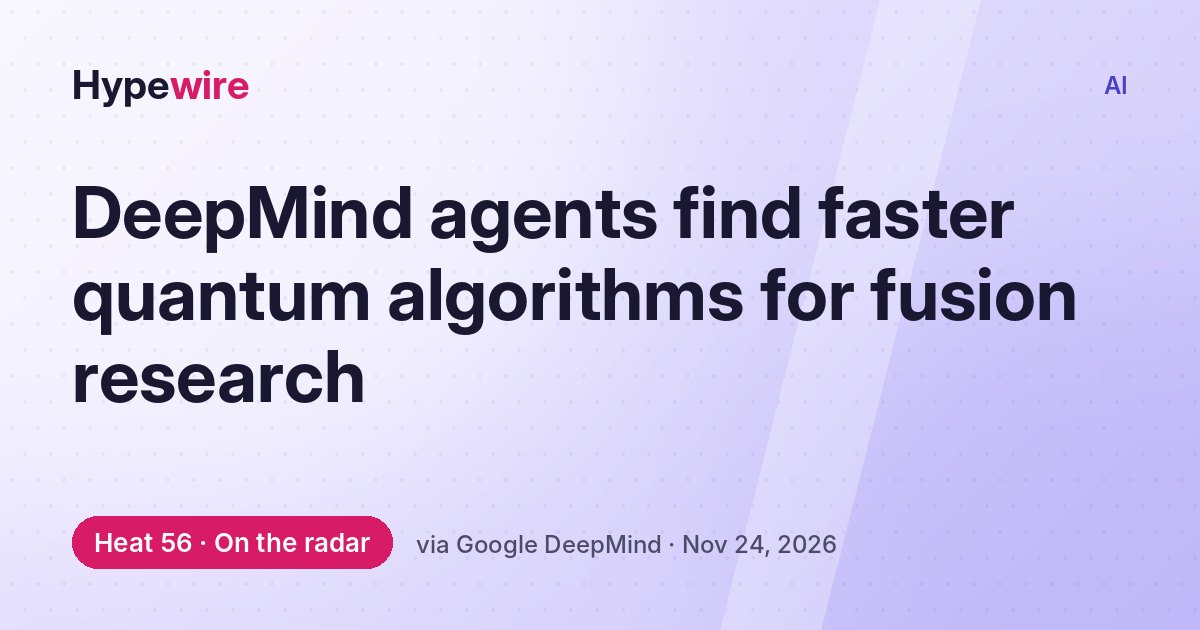 Hypewire
AI
DeepMind agents find faster
quantum algorithms for fusion
research
Heat 56 · On the radar
via Google DeepMind · Nov 24, 2026